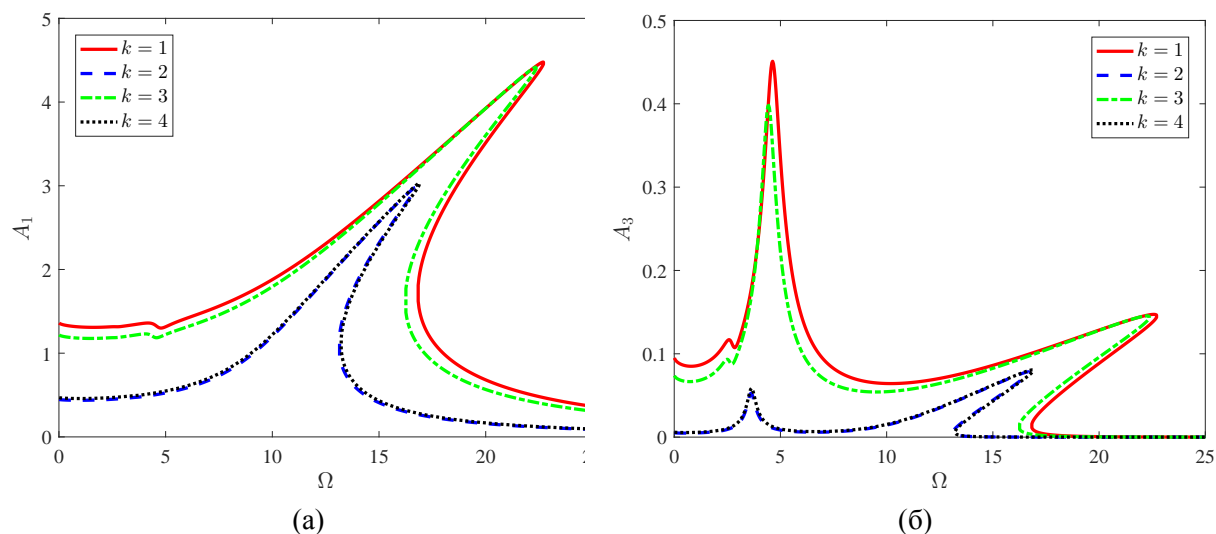 5
4
3
2
1
0
A₁
k = 1
k = 2
k = 3
k = 4
0 5 10 15 20 2
Ω
(а)
0.5
0.4
0.3
0.2
0.1
0
A₃
k = 1
k = 2
k = 3
k = 4
0 5 10 15 20 25
Ω
(б)